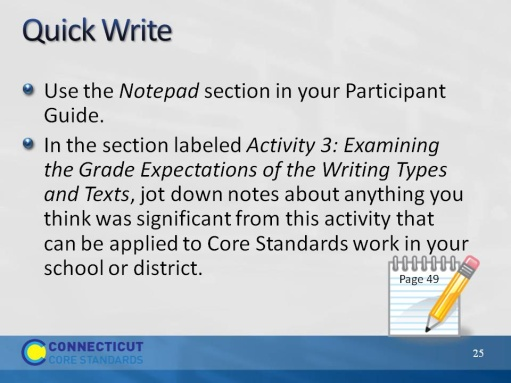 Quick Write
Use the Notepad section in your Participant
Guide.
In the section labeled Activity 3: Examining
the Grade Expectations of the Writing Types
and Texts, jot down notes about anything you
think was significant from this activity that
can be applied to Core Standards work in your
school or district.
Page 49
CONNECTICUT
CORE STANDARDS
25